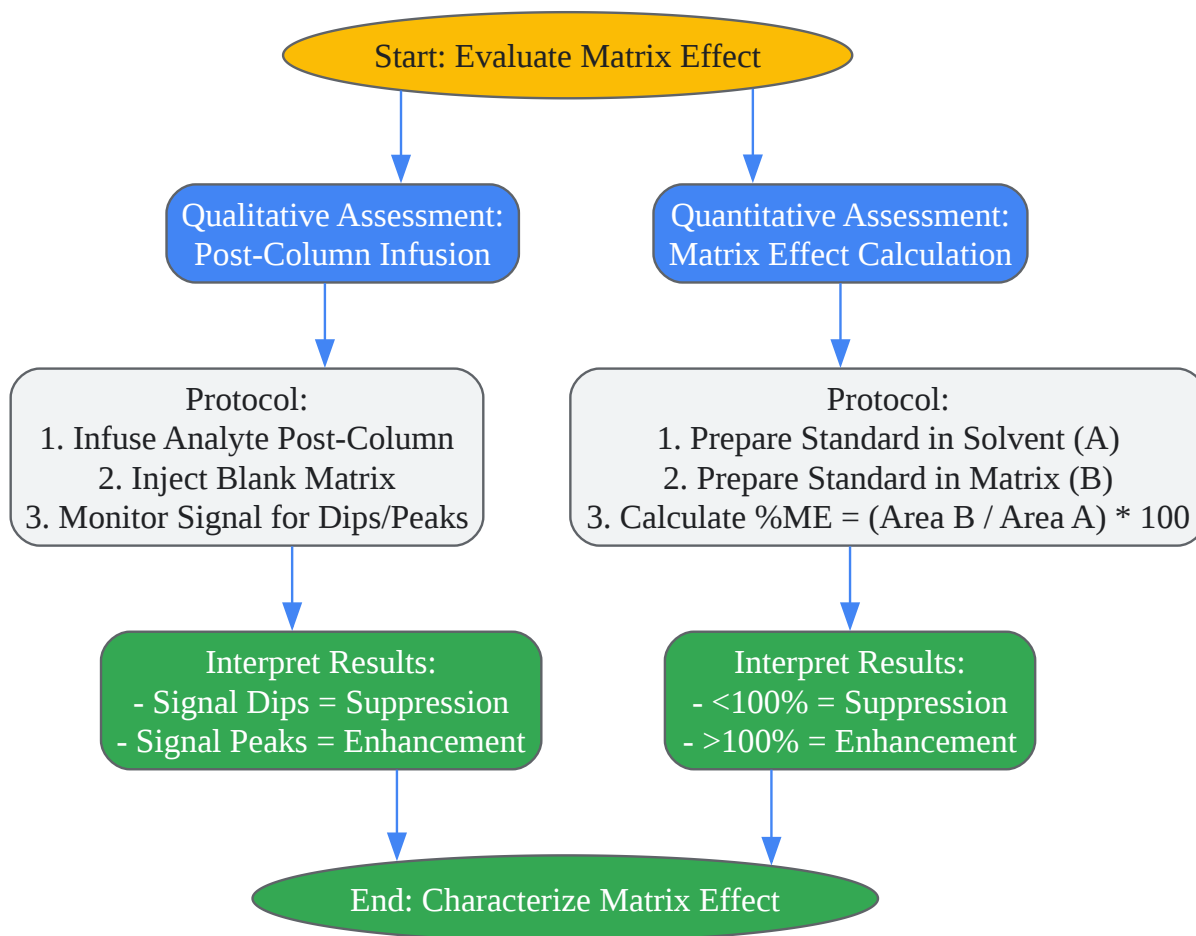 Start: Evaluate Matrix Effect
Qualitative Assessment:
Post-Column Infusion
Quantitative Assessment:
Matrix Effect Calculation
Protocol:
1. Infuse Analyte Post-Column
2. Inject Blank Matrix
3. Monitor Signal for Dips/Peaks
Protocol:
1. Prepare Standard in Solvent (A)
2. Prepare Standard in Matrix (B)
3. Calculate %ME = (Area B / Area A) * 100
Interpret Results:
- Signal Dips = Suppression
- Signal Peaks = Enhancement
Interpret Results:
- <100% = Suppression
- >100% = Enhancement
End: Characterize Matrix Effect